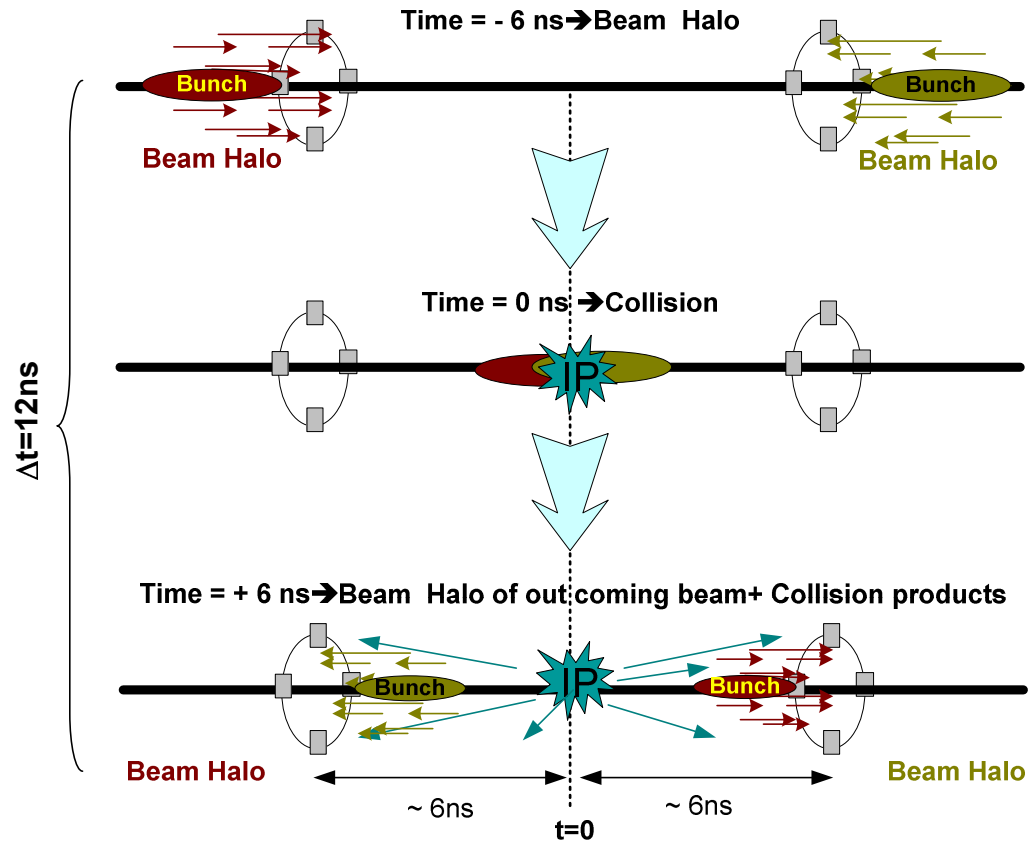 Time = - 6 ns➔Beam Halo
Bunch
Bunch
Beam Halo
Beam Halo
Time = 0 ns ➔Collision
IP
Δt=12ns
Time = + 6 ns➔Beam Halo of out coming beam+ Collision products
IP
Bunch
Bunch
Beam Halo
Beam Halo
~ 6ns
~ 6ns
t=0